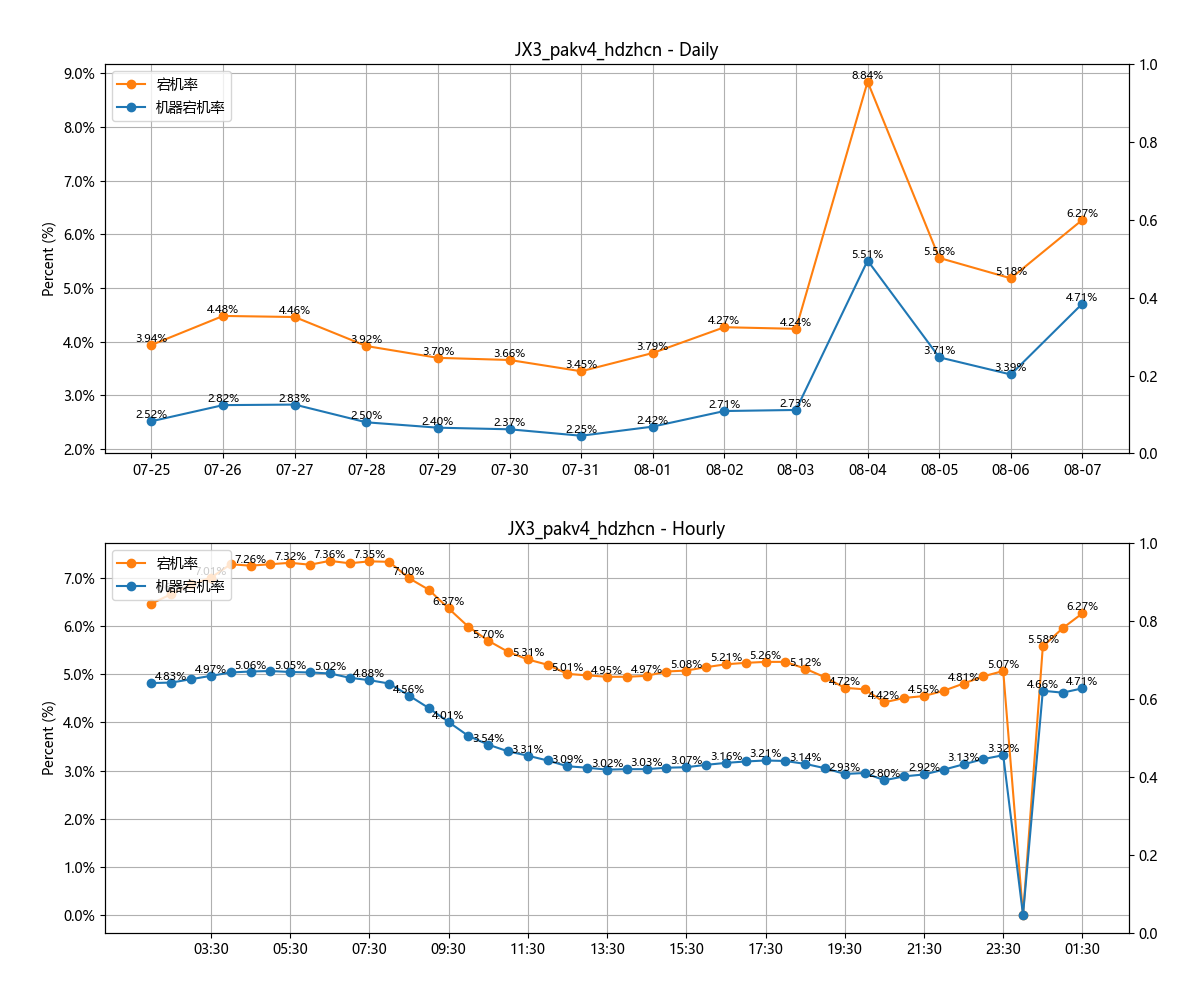 JX3_pakv4_hdzhcn - Daily
宕机率
机器宕机率
Percent (%)
9.0%
8.0%
7.0%
6.0%
5.0%
4.0%
3.0%
2.0%
1.0
0.8
0.6
0.4
0.2
0.0
3.94% 4.48% 4.46% 3.92% 3.70% 3.66% 3.45% 3.79% 4.27% 4.24% 8.84% 5.56% 5.18% 6.27%
2.52% 2.82% 2.83% 2.50% 2.40% 2.37% 2.25% 2.42% 2.71% 2.73% 5.51% 3.71% 3.39% 4.71%
07-25 07-26 07-27 07-28 07-29 07-30 07-31 08-01 08-02 08-03 08-04 08-05 08-06 08-07
JX3_pakv4_hdzhcn - Hourly
宕机率
机器宕机率
Percent (%)
7.0%
6.0%
5.0%
4.0%
3.0%
2.0%
1.0%
0.0%
1.0
0.8
0.6
0.4
0.2
0.0
7.01% 7.26% 7.32% 7.36% 7.35% 7.00% 6.37% 5.70% 5.31% 5.01% 4.95% 4.97% 5.08% 5.21% 5.26% 5.12% 4.72% 4.42% 4.55% 4.81% 5.07% 5.58% 6.27%
4.83% 4.97% 5.06% 5.05% 5.02% 4.88% 4.56% 4.01% 3.54% 3.31% 3.09% 3.02% 3.03% 3.07% 3.16% 3.21% 3.14% 2.93% 2.80% 2.92% 3.13% 3.32% 4.66% 4.71%
03:30 05:30 07:30 09:30 11:30 13:30 15:30 17:30 19:30 21:30 23:30 01:30